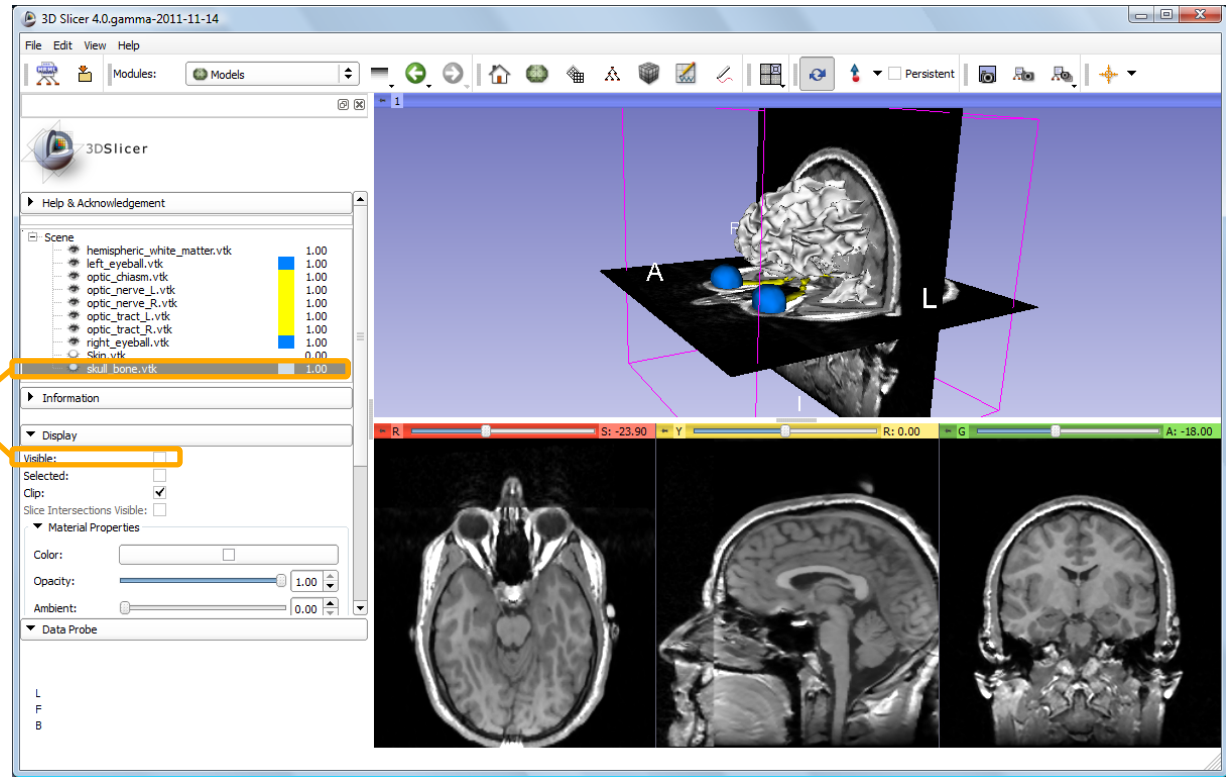 3D Slicer 4.0.gamma-2011-11-14
File Edit View Help
Modules: Models Persistent
1
3DSlicer
Help & Acknowledgement
Scene
hemispheric_white_matter.vtk 1.00
left_eyeball.vtk 1.00
optic_chiasm.vtk 1.00
optic_nerve_L.vtk 1.00
optic_nerve_R.vtk 1.00
optic_tract_L.vtk 1.00
optic_tract_R.vtk 1.00
right_eyeball.vtk 1.00
Skin.vtk 0.00
skull_bone.vtk 1.00
Information
Display
Visible:
Selected:
Clip:
Slice Intersections Visible:
Material Properties
Color:
Opacity: 1.00
Ambient: 0.00
Data Probe
L
F
B
A
L
I
R S: -23.90
Y R: 0.00
G A: -18.00